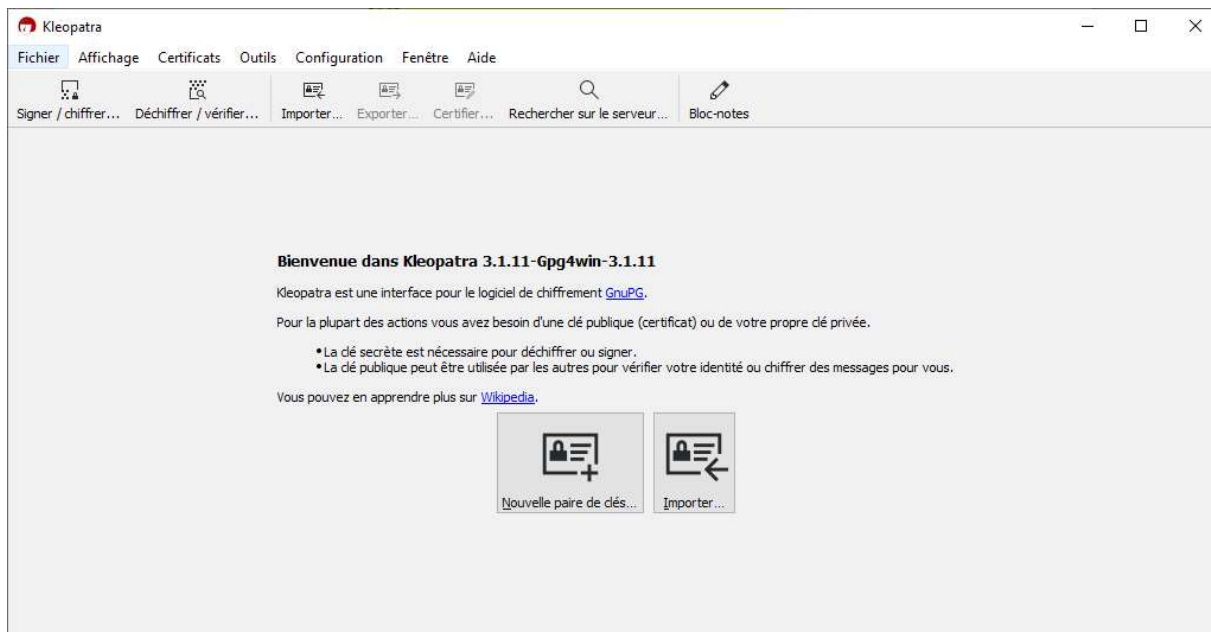 Kleopatra
Fichier Affichage Certificats Outils Configuration Fenêtre Aide
Signer / chiffrer... Déchiffrer / vérifier... Importer... Exporter... Certifier... Rechercher sur le serveur... Bloc-notes
Bienvenue dans Kleopatra 3.1.11-Gpg4win-3.1.11
Kleopatra est une interface pour le logiciel de chiffrement GnuPG.
Pour la plupart des actions vous avez besoin d'une clé publique (certificat) ou de votre propre clé privée.
•La clé secrète est nécessaire pour déchiffrer ou signer.
•La clé publique peut être utilisée par les autres pour vérifier votre identité ou chiffrer des messages pour vous.
Vous pouvez en apprendre plus sur Wikipedia.
Nouvelle paire de clés... Importer...